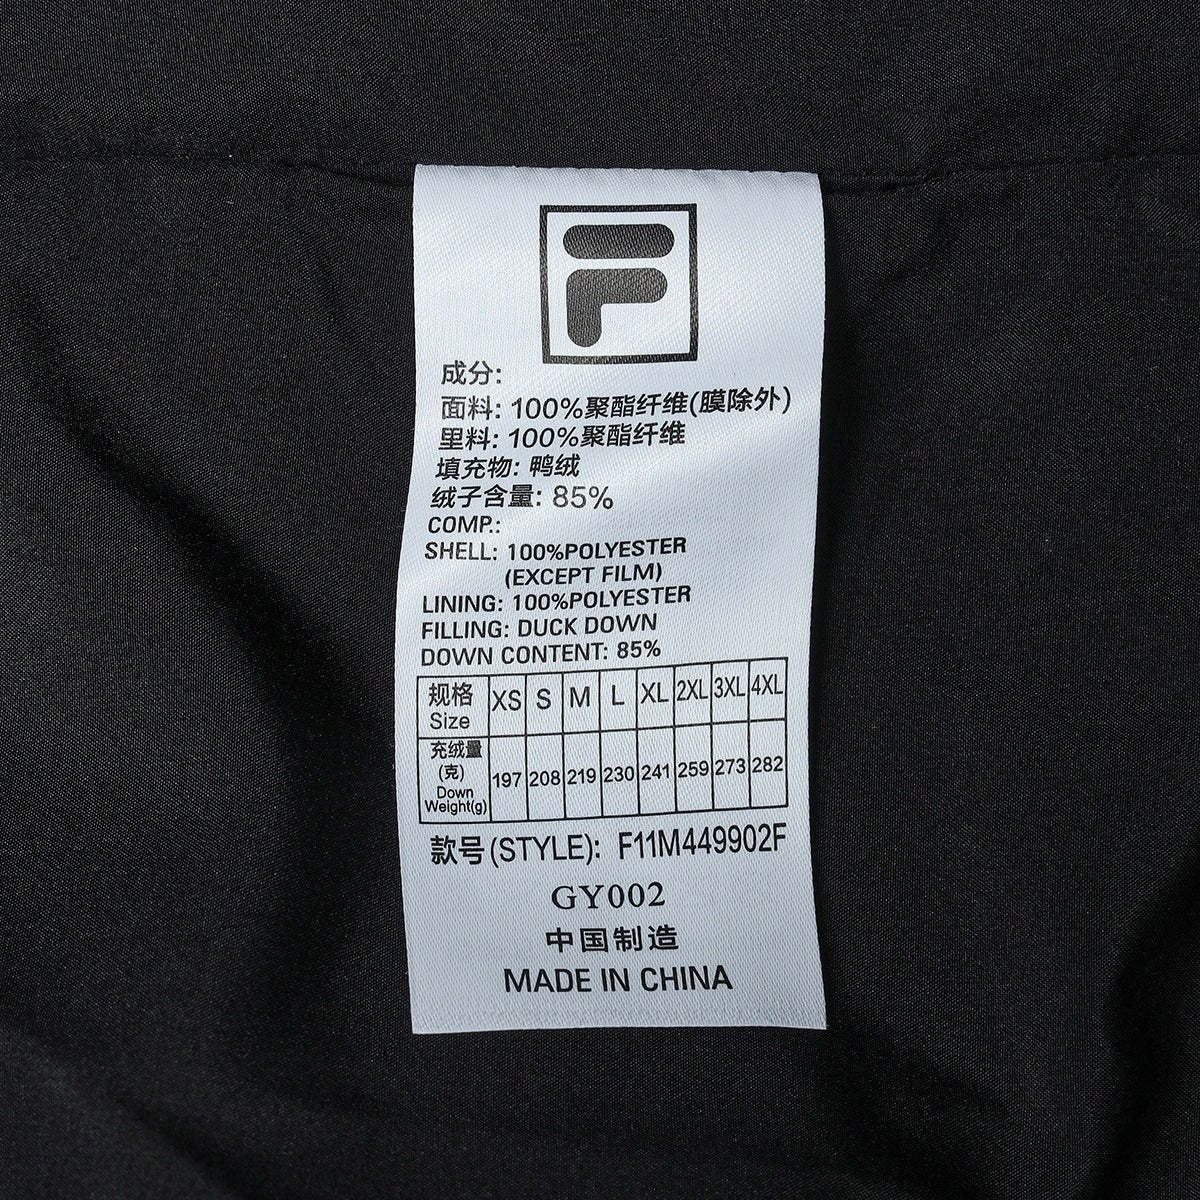 F
成分:
面料: 100%聚酯纤维(膜除外)
里料: 100%聚酯纤维
填充物: 鸭绒
绒子含量: 85%
COMP.:
SHELL: 100%POLYESTER
(EXCEPT FILM)
LINING: 100%POLYESTER
FILLING: DUCK DOWN
DOWN CONTENT: 85%
规格 Size XS S M L XL 2XL 3XL 4XL
充绒量(克) Down Weight(g) 197 208 219 230 241 259 273 282
款号(STYLE): F11M449902F
GY002
中国制造
MADE IN CHINA